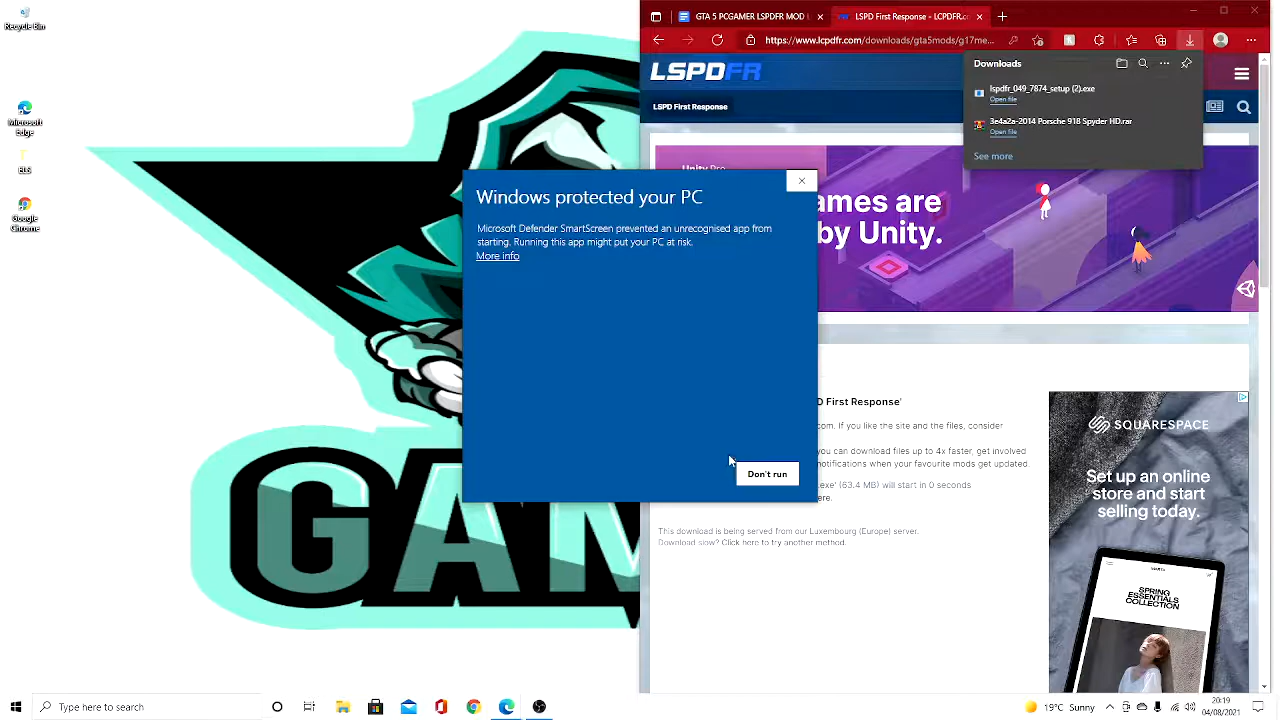 Recycle Bin
Microsoft
Edge
ELS
Google
Chrome
GAM
GTA 5 PCGAMER LSPDFR MOD
LSPD First Response - LCPDFR.co
https://www.lcpdfr.com/downloads/gta5mods/g17me...
LSPDFR
LSPD First Response
Downloads
lspdfr_049_7874_setup (2).exe
Open file
3e4a2a-2014 Porsche 918 Spyder HD.rar
Open file
See more
Unity Pro
ames are
by Unity.
Windows protected your PC
Microsoft Defender SmartScreen prevented an unrecognised app from
starting. Running this app might put your PC at risk.
More info
Don't run
D First Response'
com. If you like the site and the files, consider
you can download files up to 4x faster, get involved
notifications when your favourite mods get updated.
exe' (63.4 MB) will start in 0 seconds
ere.
This download is being served from our Luxembourg (Europe) server.
Download slow? Click here to try another method.
SQUARESPACE
Set up an online
store and start
selling today.
SPRING
ESSENTIALS
COLLECTION
Type here to search
19°C Sunny
20:19
04/08/2021